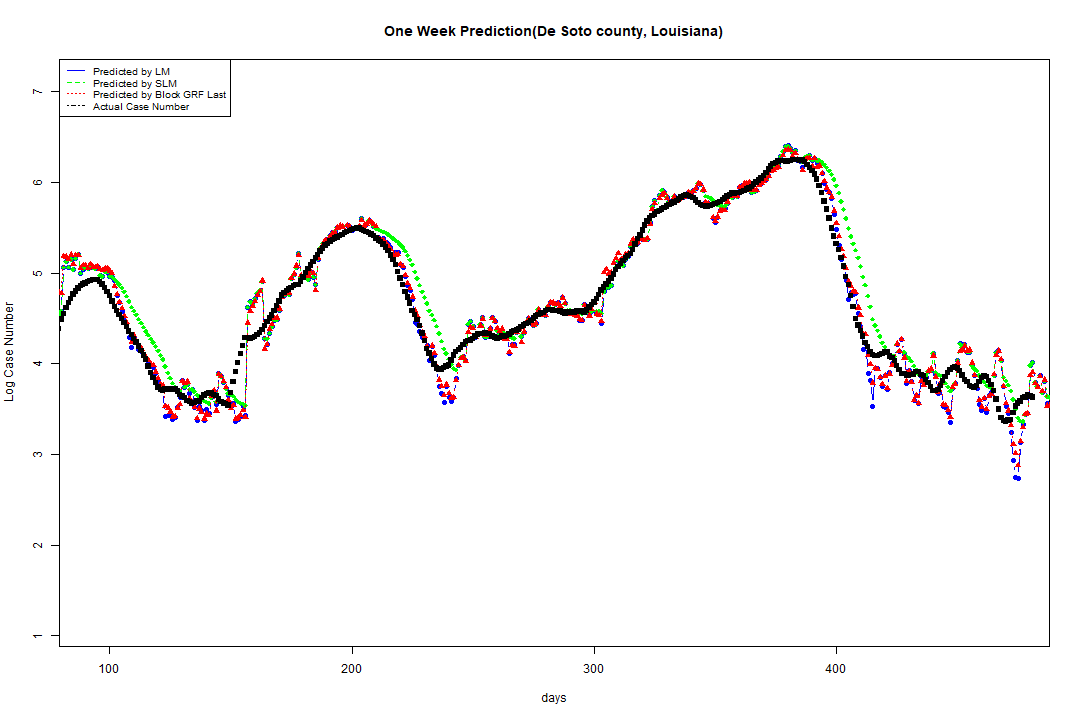 One Week Prediction(De Soto county, Louisiana)
Predicted by LM
Predicted by SLM
Predicted by Block GRF Last
Actual Case Number
7
6
5
4
3
2
1
Log Case Number
100 200 300 400
days